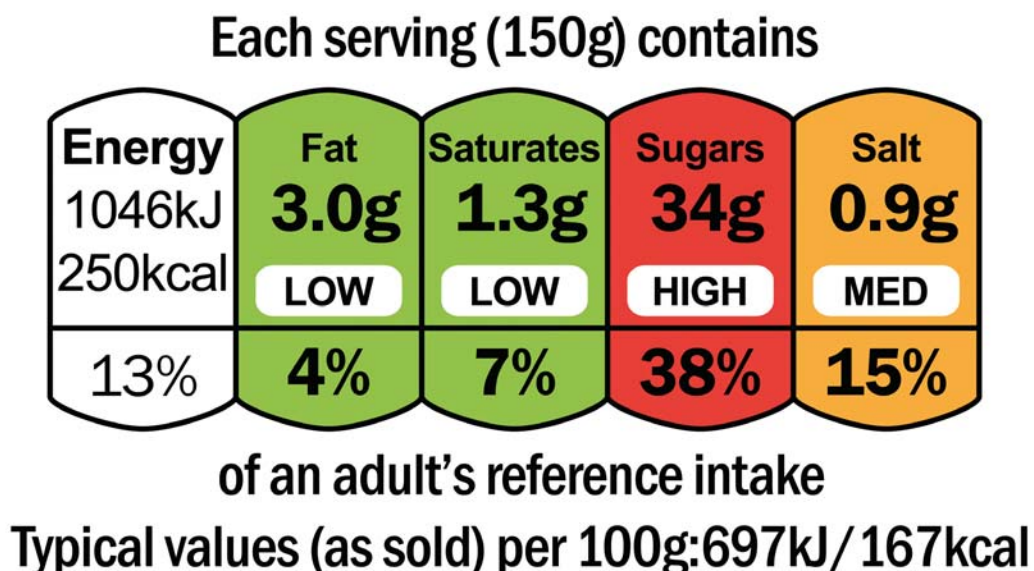 Each serving (150g) contains
Energy Fat Saturates Sugars Salt
1046kJ 3.0g 1.3g 34g 0.9g
250kcal LOW LOW HIGH MED
13% 4% 7% 38% 15%
of an adult's reference intake
Typical values (as sold) per 100g:697kJ/167kcal